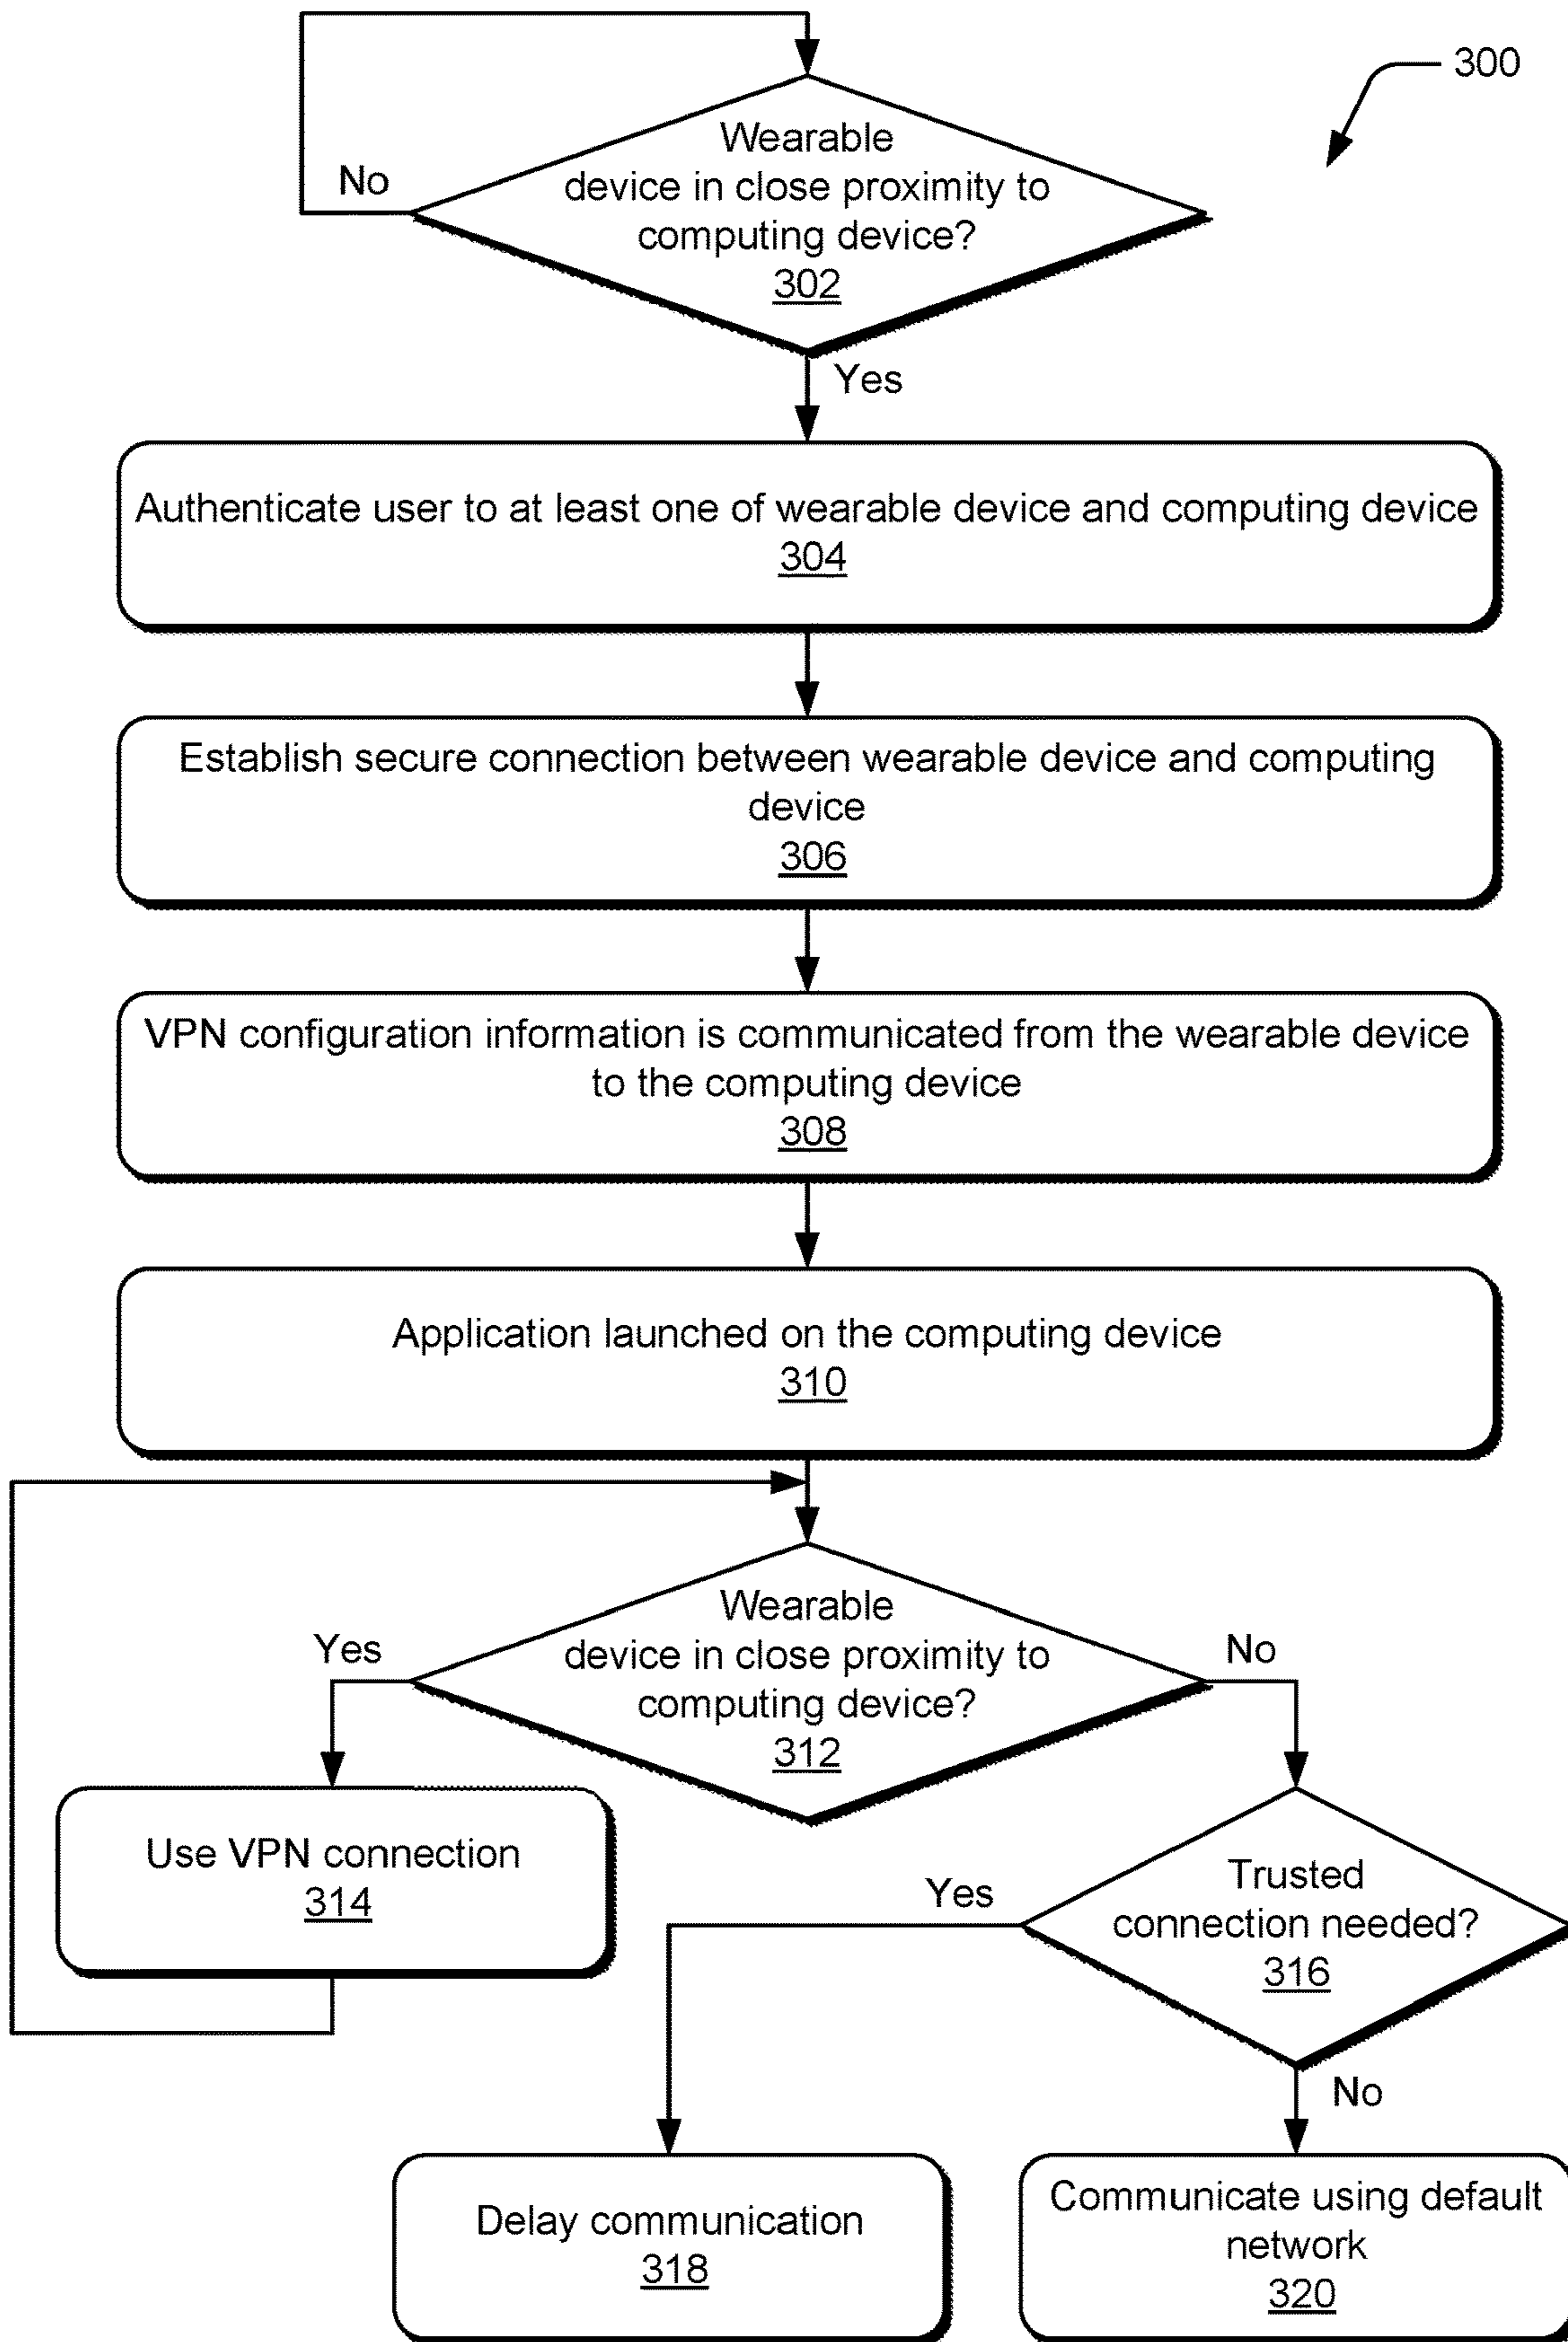 300
Wearable
device in close proximity to
computing device?
302
No
Yes
Authenticate user to at least one of wearable device and computing device
304
Establish secure connection between wearable device and computing
device
306
VPN configuration information is communicated from the wearable device
to the computing device
308
Application launched on the computing device
310
Wearable
device in close proximity to
computing device?
312
Yes
No
Use VPN connection
314
Trusted
connection needed?
316
Yes
No
Delay communication
318
Communicate using default
network
320